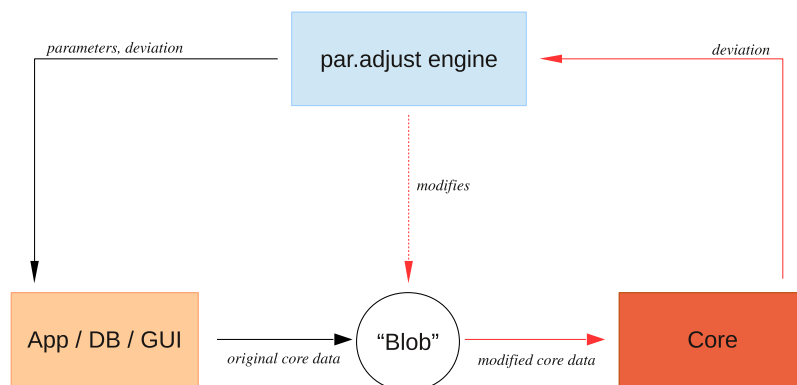 parameters, deviation
par.adjust engine
deviation
modifies
App / DB / GUI
“Blob”
Core
original core data
modified core data